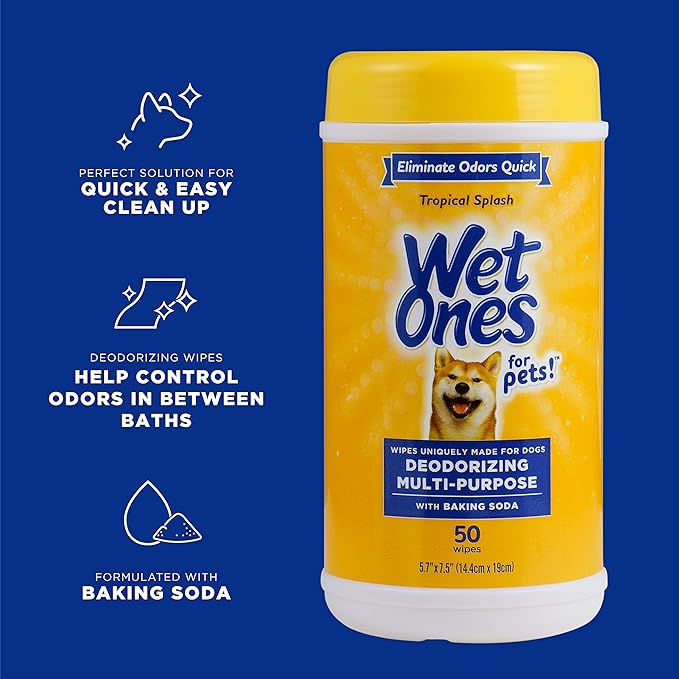 PERFECT SOLUTION FOR
QUICK & EASY
CLEAN UP
DEODORIZING WIPES
HELP CONTROL
ODORS IN BETWEEN
BATHS
FORMULATED WITH
BAKING SODA
Eliminate Odors Quick
Tropical Splash
Wet
Ones
for
pets!™
WIPES UNIQUELY MADE FOR DOGS
DEODORIZING
MULTI-PURPOSE
WITH BAKING SODA
50
wipes
5.7"x 7.5" (14.4cm x 19cm)